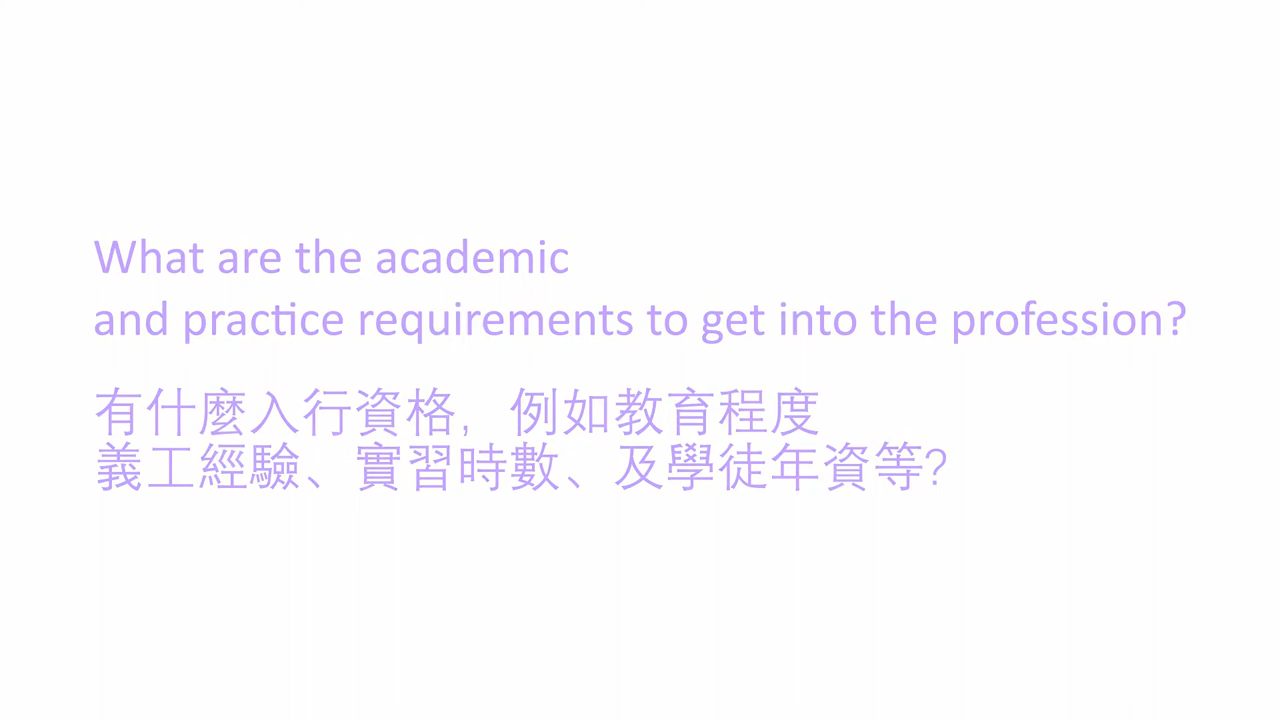 What are the academic
and practice requirements to get into the profession?
有什麼入行資格，例如教育程度
義工經驗、實習時數、及學徒年資等?